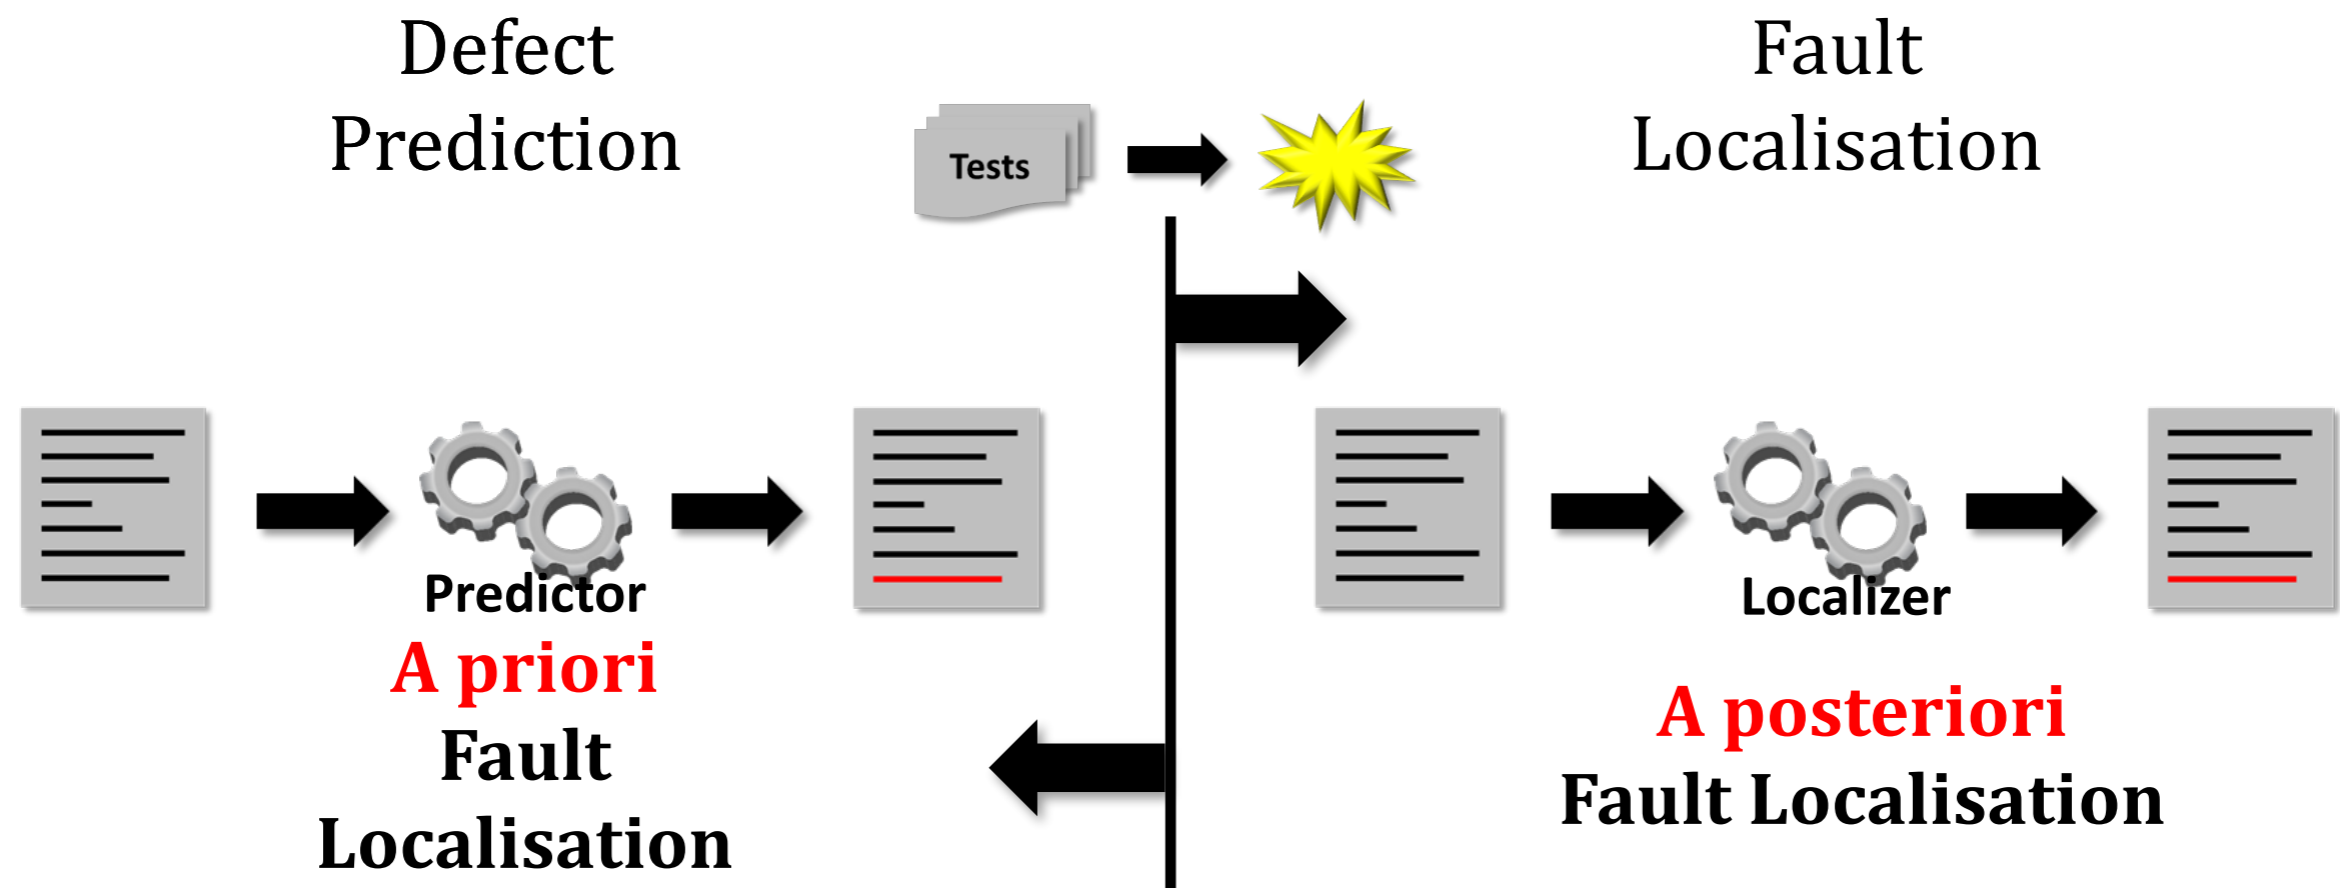 Defect
Prediction
Tests
Fault
Localisation
Predictor
A priori
Fault
Localisation
Localizer
A posteriori
Fault Localisation